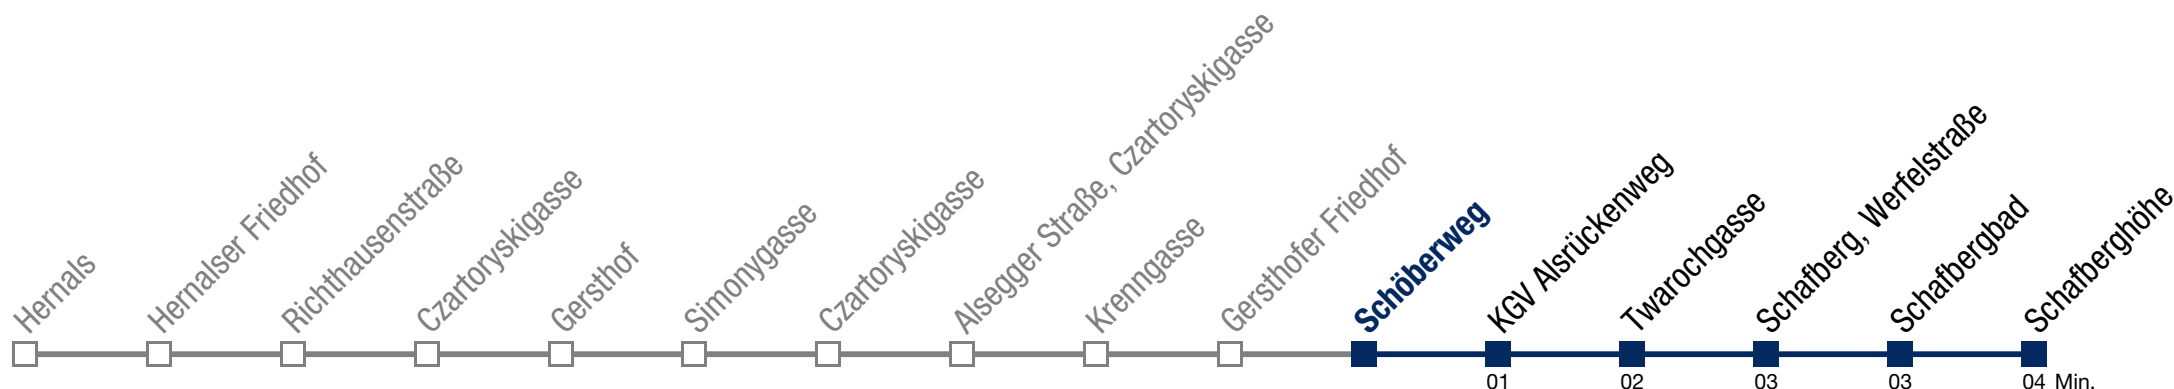 Hernals
Hernalser Friedhof
Richthausenstraße
Czartoryskigasse
Gersthof
Simonygasse
Czartoryskigasse
Alsegger Straße, Czartoryskigasse
Krenngasse
Gersthofer Friedhof
Schöberweg
KGV Alsrückenweg
Twarochgasse
Schafberg, Werfelstraße
Schafbergbad
Schafberghöhe
01 02 03 03 04 Min.